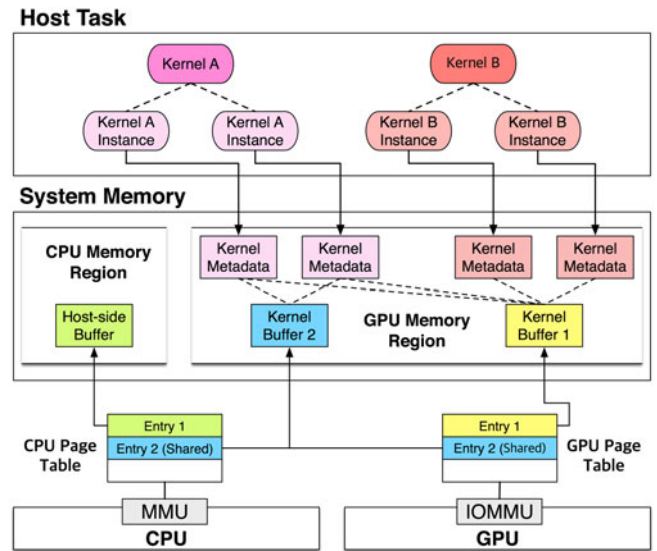 Host Task
Kernel A
Kernel B
Kernel A
Instance
Kernel A
Instance
Kernel B
Instance
Kernel B
Instance
System Memory
CPU Memory
Region
Kernel
Metadata
Kernel
Metadata
Kernel
Metadata
Kernel
Metadata
Host-side
Buffer
Kernel
Buffer 2
GPU Memory
Region
Kernel
Buffer 1
CPU Page
Table
Entry 1
Entry 2 (Shared)
Entry 1
Entry 2 (Shared)
GPU Page
Table
MMU
CPU
IOMMU
GPU